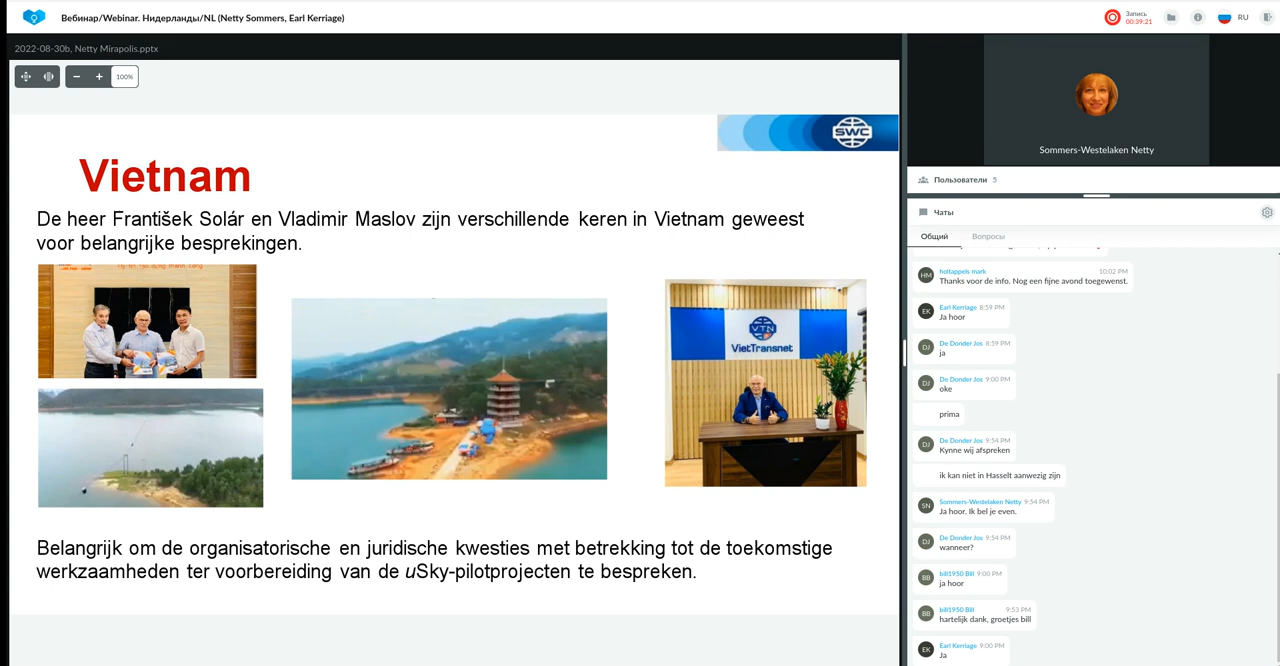 Вебинар/Webinar. Нидерланды/NL (Netty Sommers, Earl Kerriage)
Запись
00:39:21
RU
2022-08-30b, Netty Mirapolis.pptx
100%
SWC
Vietnam
De heer František Solár en Vladimir Maslov zijn verschillende keren in Vietnam geweest
voor belangrijke besprekingen.
VTN
VietTransnet
Belangrijk om de organisatorische en juridische kwesties met betrekking tot de toekomstige
werkzaamheden ter voorbereiding van de uSky-pilotprojecten te bespreken.
Sommers-Westelaken Netty
Пользователи 5
Чаты
Общий
Вопросы
HM
holtappels mark 10:02 PM
Thanks voor de info. Nog een fijne avond toegewenst.
EK
Earl Kerriage 8:59 PM
Ja hoor
DJ
De Donder Jos 8:59 PM
ja
DJ
De Donder Jos 9:00 PM
oke
prima
DJ
De Donder Jos 9:54 PM
Kynne wij afspreken
ik kan niet in Hasselt aanwezig zijn
SN
Sommers-Westelaken Netty 9:54 PM
Ja hoor. Ik bel je even.
DJ
De Donder Jos 9:54 PM
wanneer?
BB
bill1950 Bill 9:00 PM
ja hoor
BB
bill1950 Bill 9:53 PM
hartelijk dank, groetjes bill
EK
Earl Kerriage 9:00 PM
Ja